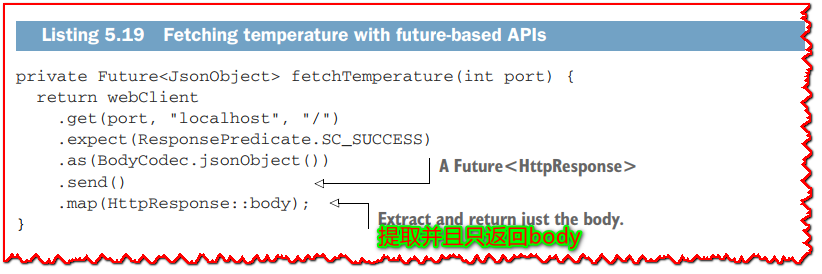 Listing 5.19 Fetching temperature with future-based APIs
private Future<JsonObject> fetchTemperature(int port) {
return webClient
.get(port, "localhost", "/")
.expect(ResponsePredicate.SC_SUCCESS)
.as(BodyCodec.jsonObject())
A Future<HttpResponse>
.send()
.map(HttpResponse::body);
Extract and return just the body.
提取并且只返回body
}